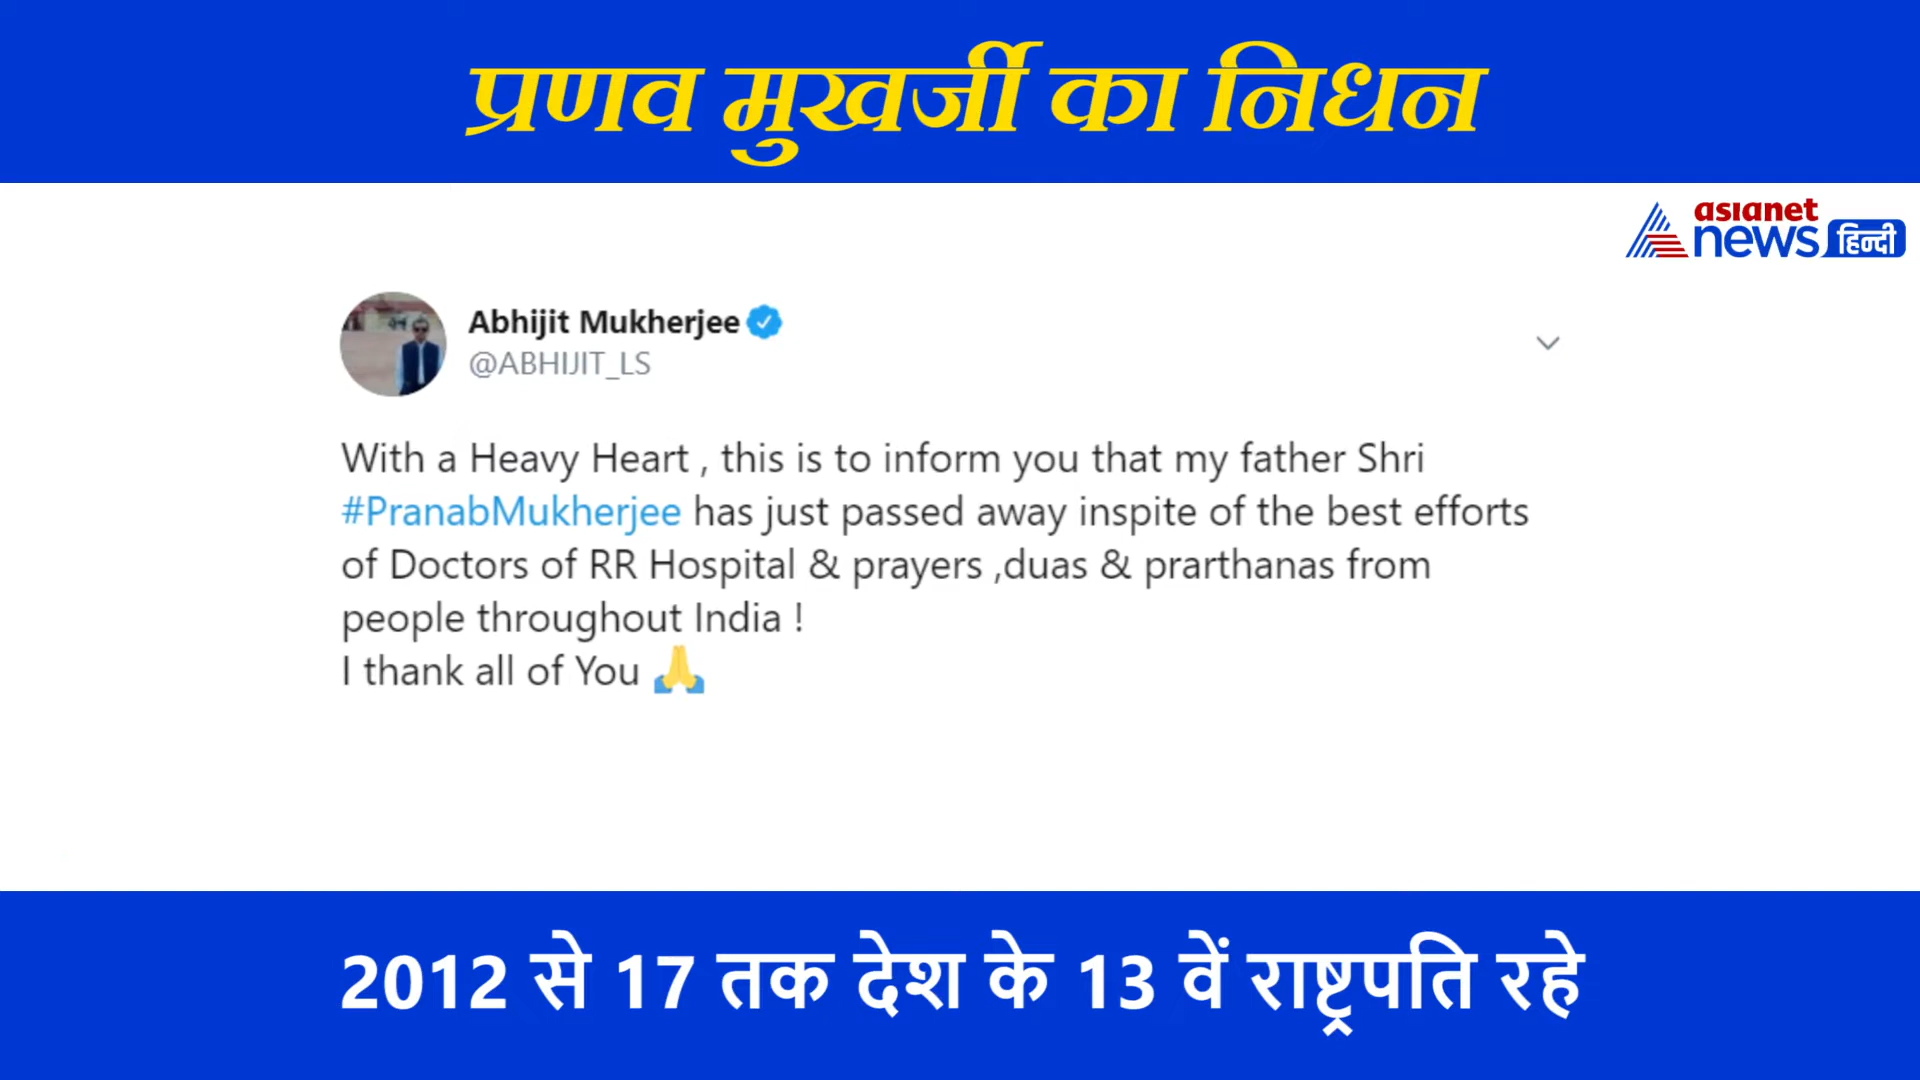 प्रणव मुखर्जी का निधन
asianet
news हिन्दी
Abhijit Mukherjee
@ABHIJIT_LS
With a Heavy Heart , this is to inform you that my father Shri
#PranabMukherjee has just passed away inspite of the best efforts
of Doctors of RR Hospital & prayers ,duas & prarthanas from
people throughout India !
I thank all of You 🙏
2012 से 17 तक देश के 13 वें राष्ट्रपति रहे